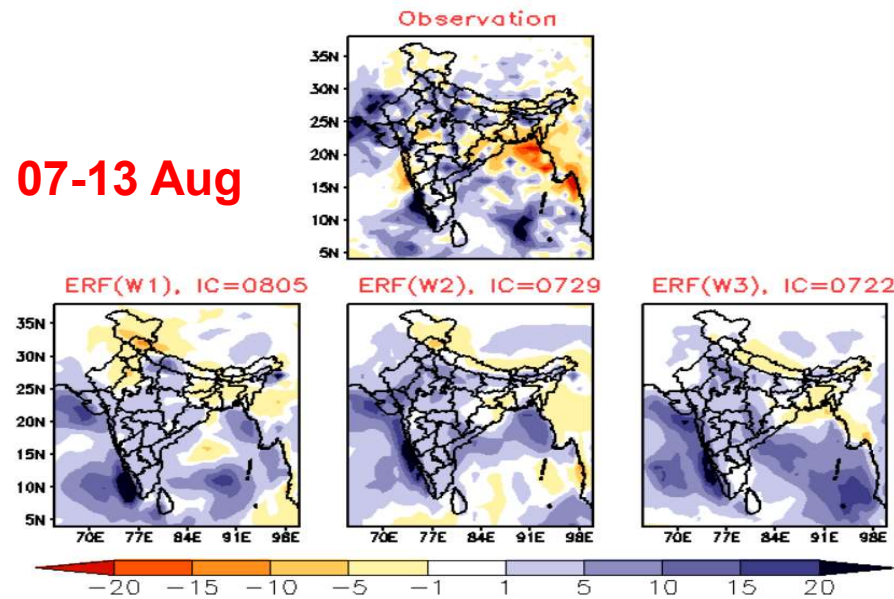 Observation
35N
30N
25N
20N
15N
10N
5N
07-13 Aug
ERF(W1), IC=0805 ERF(W2), IC=0729 ERF(W3), IC=0722
35N
30N
25N
20N
15N
10N
5N
70E 77E 84E 91E 98E 70E 77E 84E 91E 98E 70E 77E 84E 91E 98E
−20 −15 −10 −5 −1 1 5 10 15 20